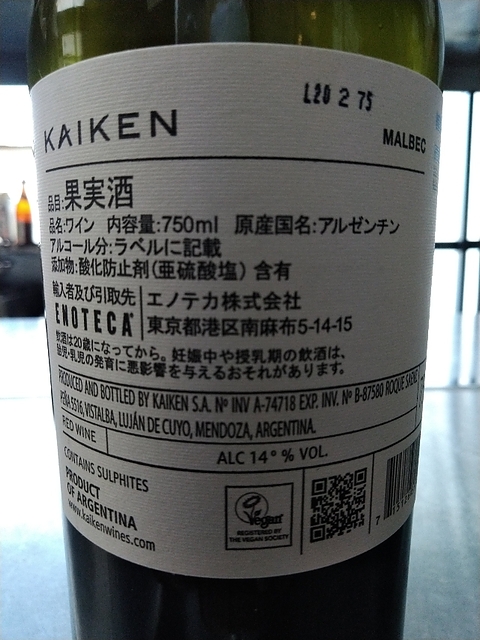 L20 2 75
KAIKEN
MALBEC
品目:果実酒
品名:ワイン 内容量:750ml 原産国名:アルゼンチン
アルコール分:ラベルに記載
添加物:酸化防止剤(亜硫酸塩)含有
輸入者及び引取先 エノテカ株式会社
ENOTECA 東京都港区南麻布5-14-15
飲酒は20歳になってから。妊娠中や授乳期の飲酒は、
胎児・乳児の発育に悪影響を与えるおそれがあります。
PRODUCED AND BOTTLED BY KAIKEN S.A. Nº INV A-74718 EXP. INV. Nº B-87580 ROQUE SAENZ
PEÑA 5516, VISTALBA, LUJÁN DE CUYO, MENDOZA, ARGENTINA.
RED WINE
ALC 14° % VOL.
CONTAINS SULPHITES
PRODUCT
OF ARGENTINA
www.kaikenwines.com
Vegan
REGISTERED BY
THE VEGAN SOCIETY
7